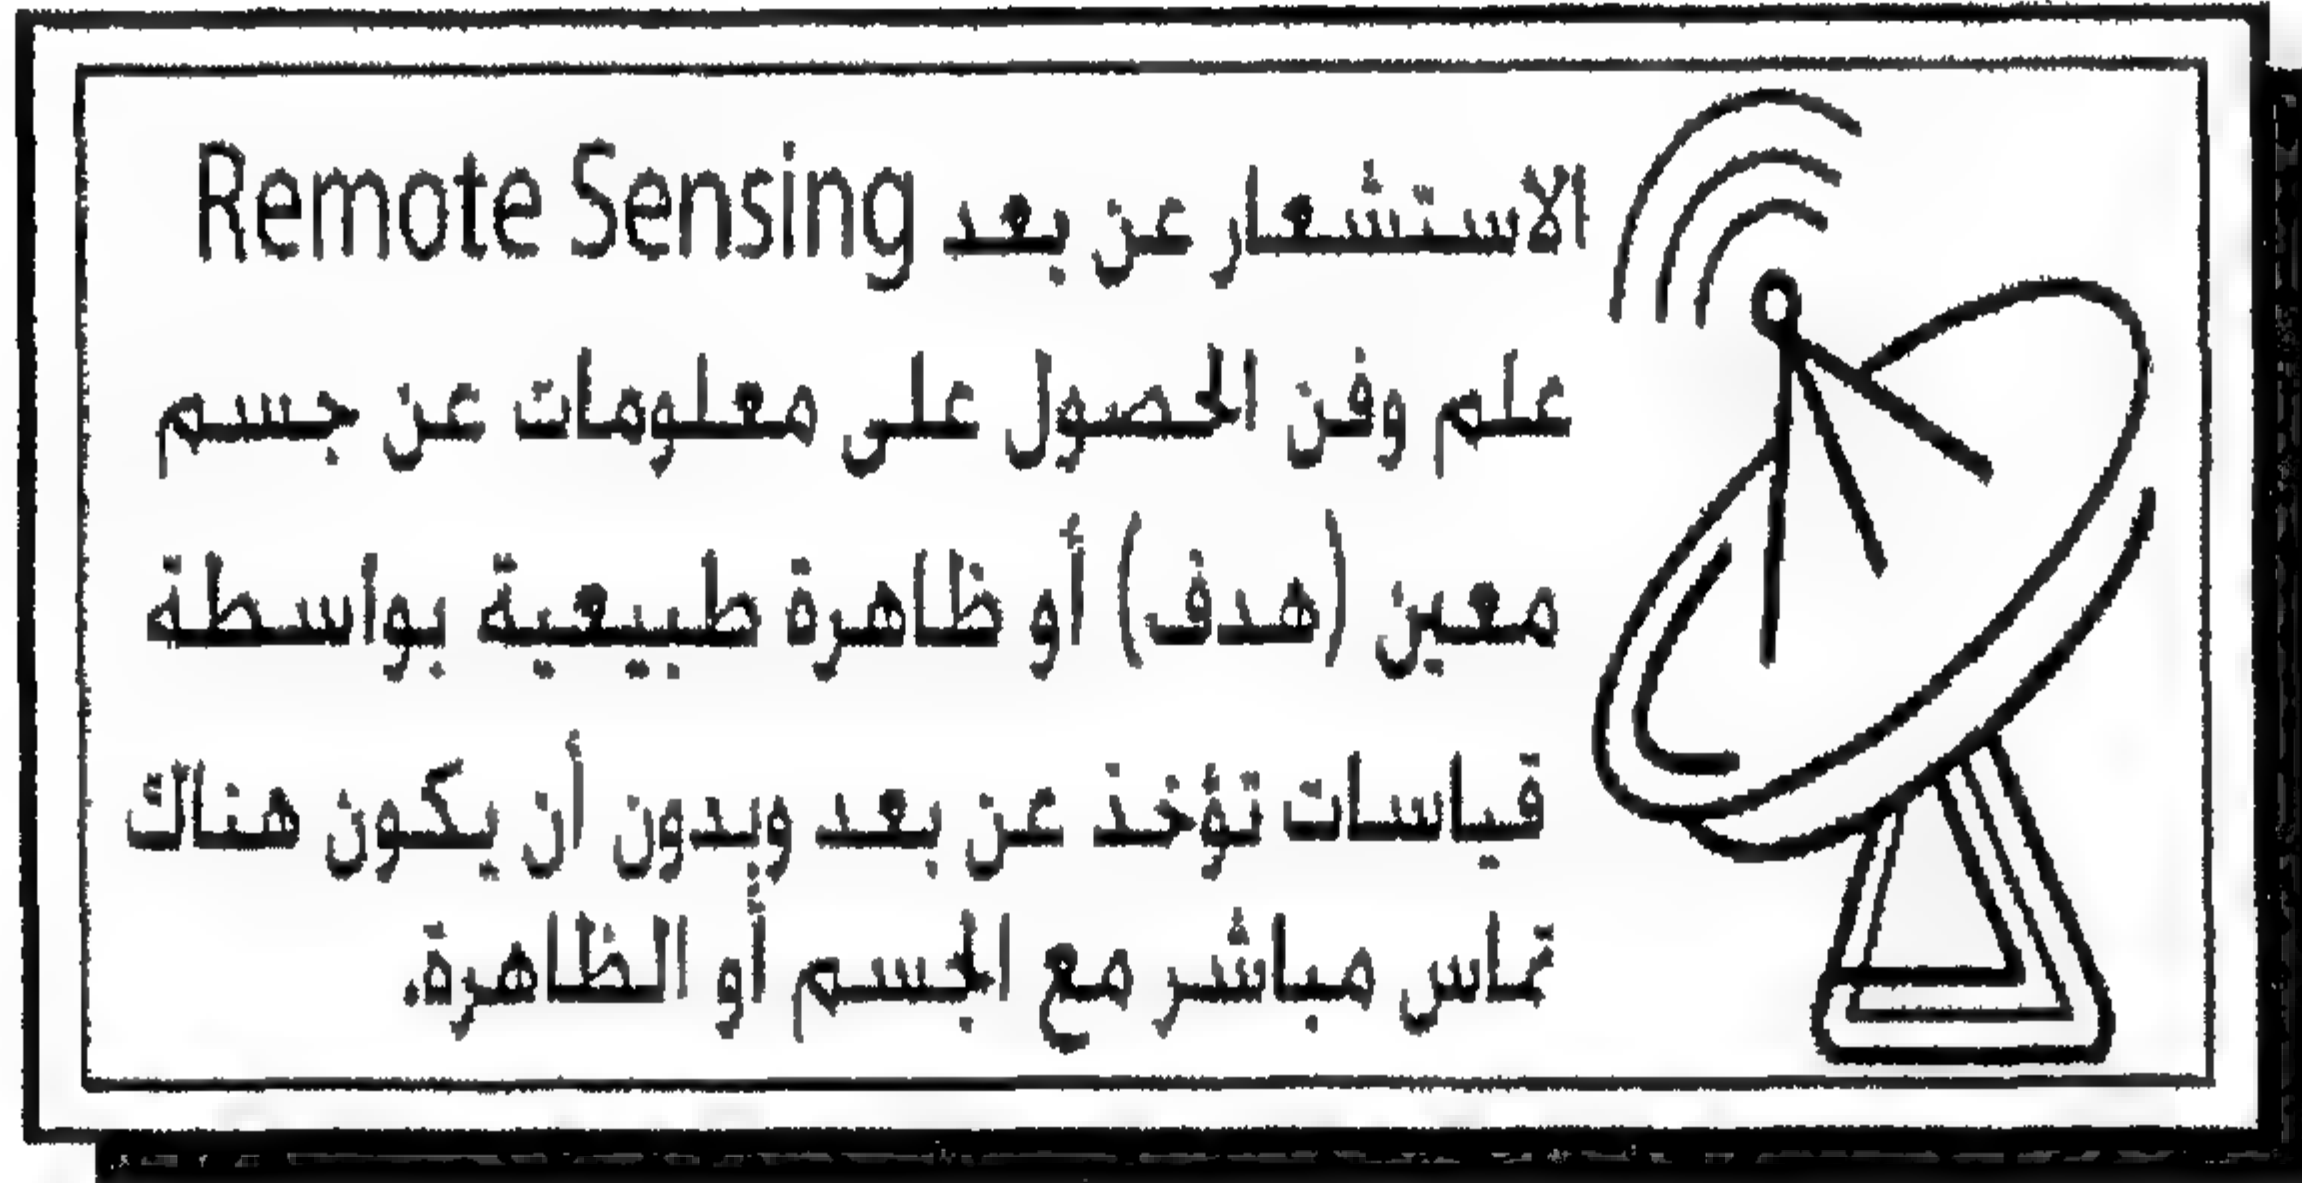 الاستشعار عن بعد Remote Sensing
علم وفن الحصول على معلومات عن جسم
معين (هدف) أو ظاهرة طبيعية بواسطة
قياسات تؤخذ عن بعد وبدون أن يكون هناك
تماس مباشر مع الجسم أو الظاهرة.